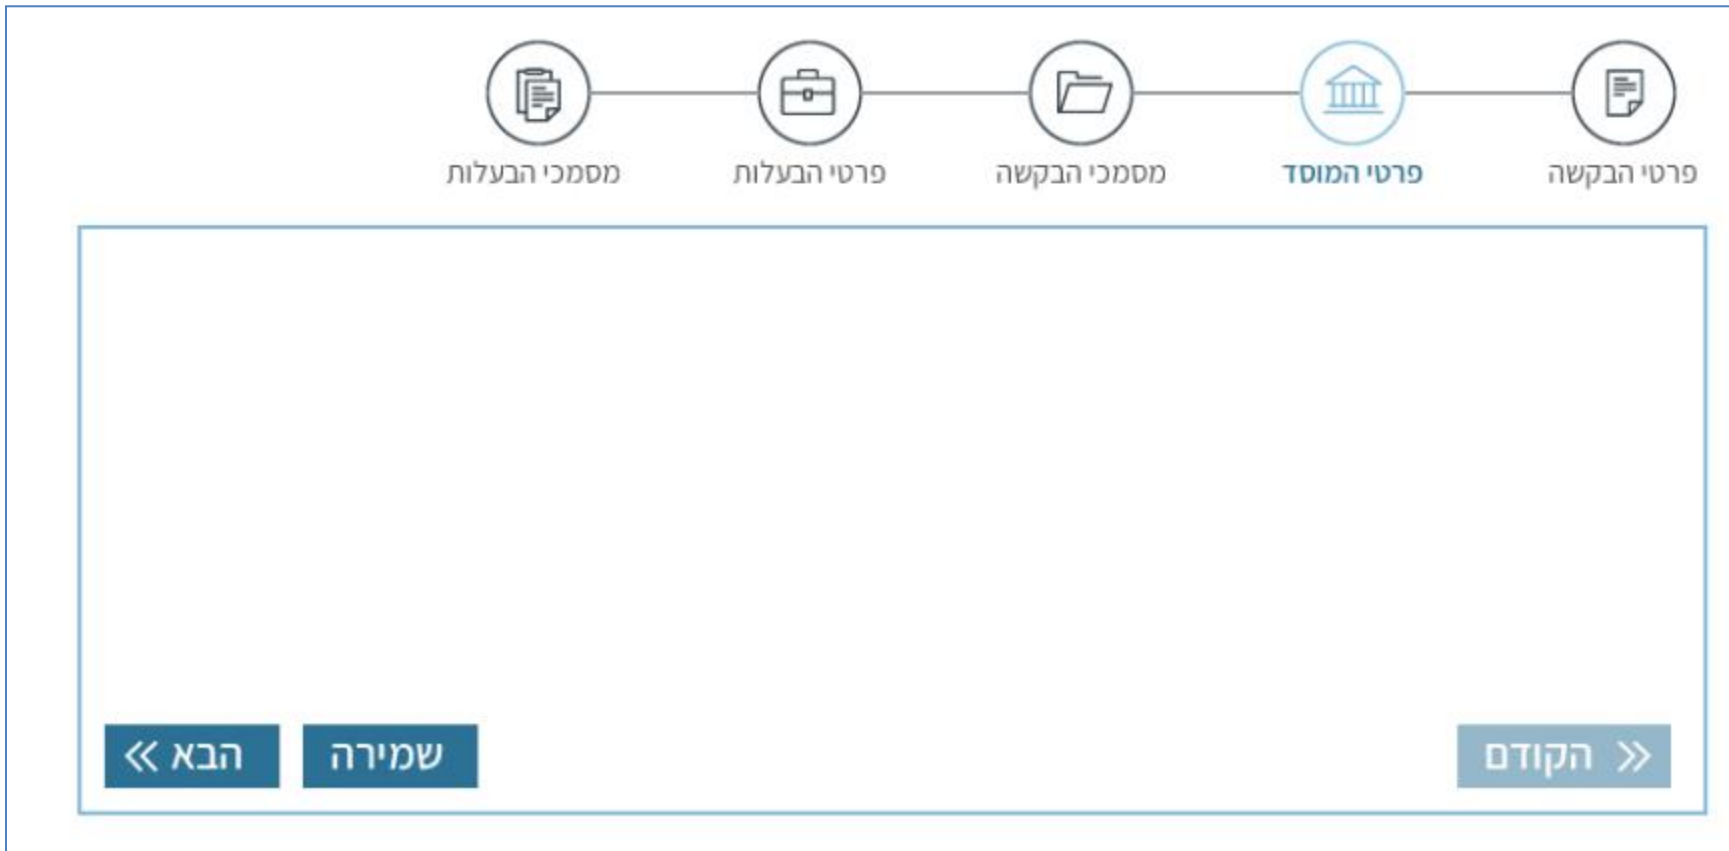 פרטי הבקשה
פרטי המוסד
מסמכי הבקשה
פרטי הבעלות
מסמכי הבעלות
הקודם
שמירה
הבא